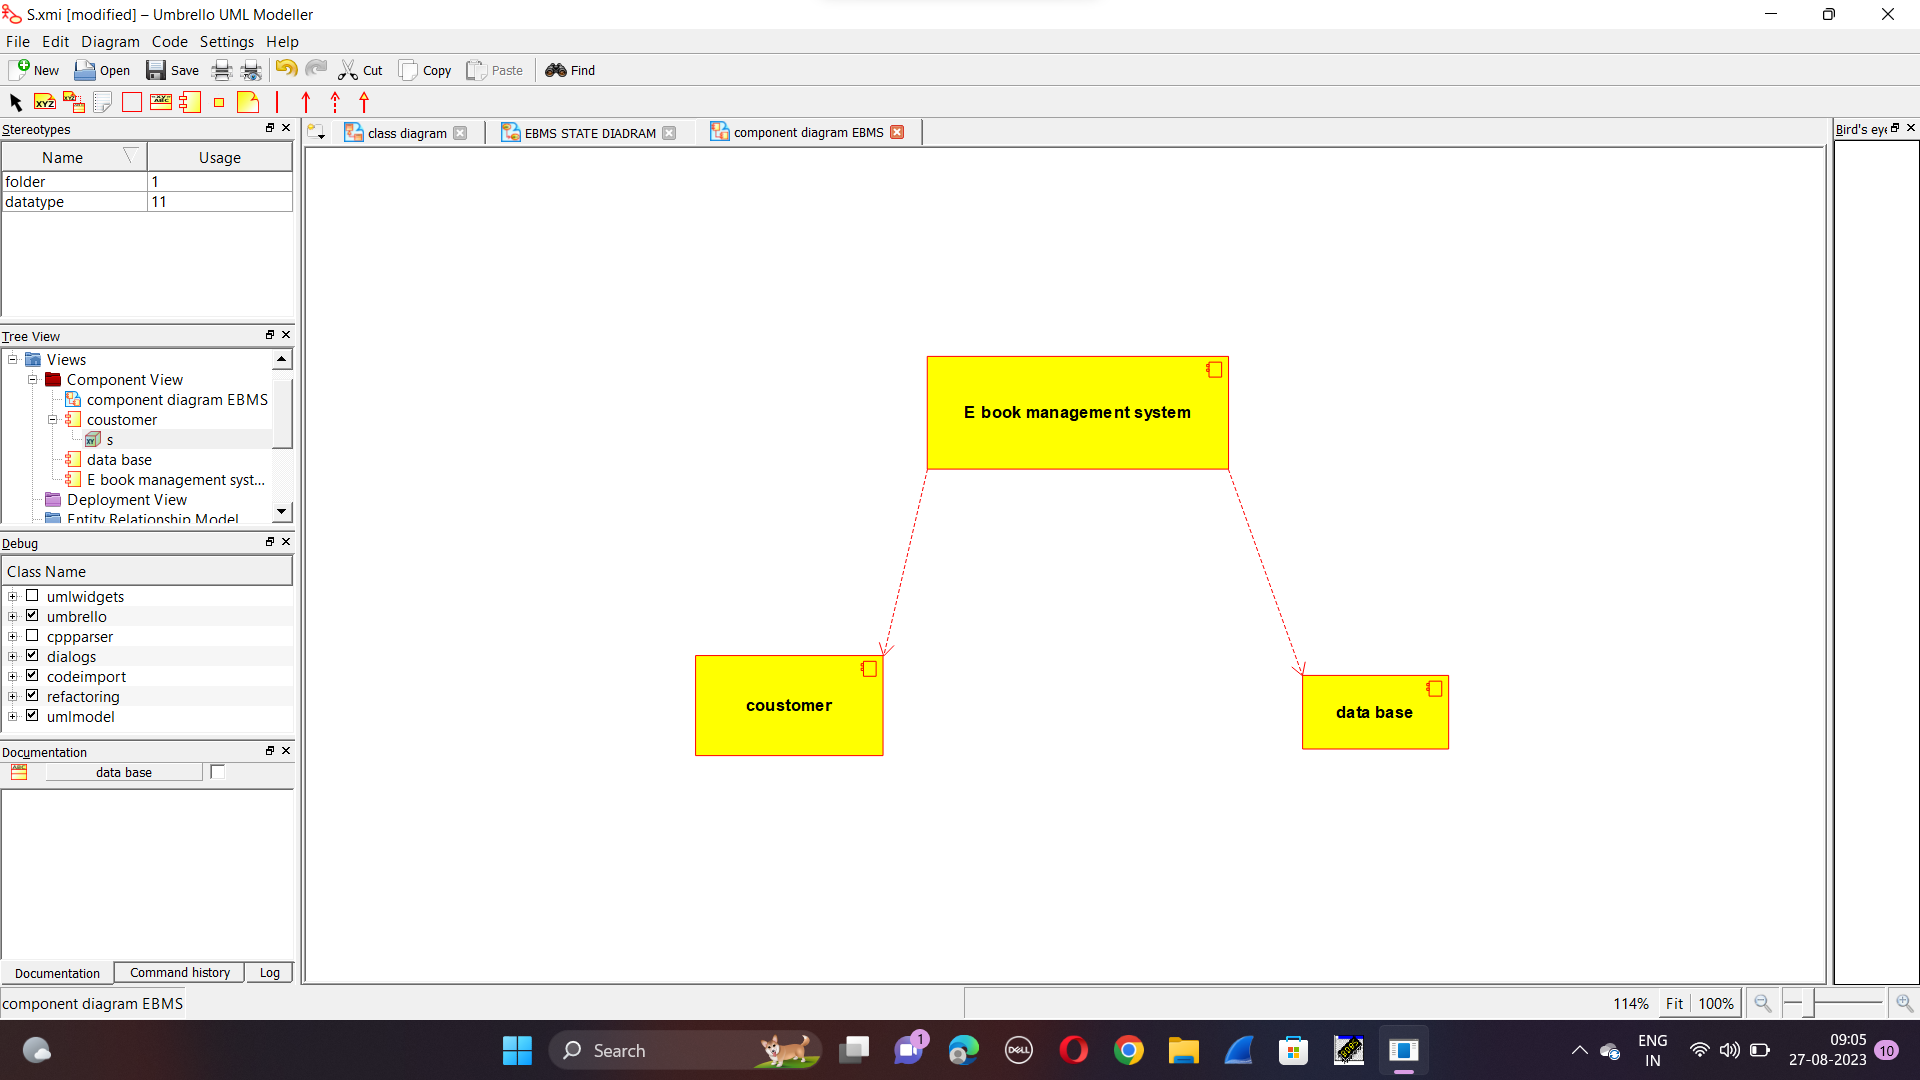 S.xmi [modified] – Umbrello UML Modeller
File Edit Diagram Code Settings Help
New Open Save Cut Copy Paste Find
Stereotypes
Name Usage
folder 1
datatype 11
Tree View
Views
Component View
component diagram EBMS
coustomer
s
data base
E book management syst...
Deployment View
Entity Relationship Model
Debug
Class Name
umlwidgets
umbrello
cppparser
dialogs
codeimport
refactoring
umlmodel
Documentation
data base
Documentation Command history Log
class diagram EBMS STATE DIADRAM component diagram EBMS
E book management system
coustomer
data base
Bird's eye
component diagram EBMS
114% Fit 100%
Search
1
DELL
ENG
IN
09:05
27-08-2023
10